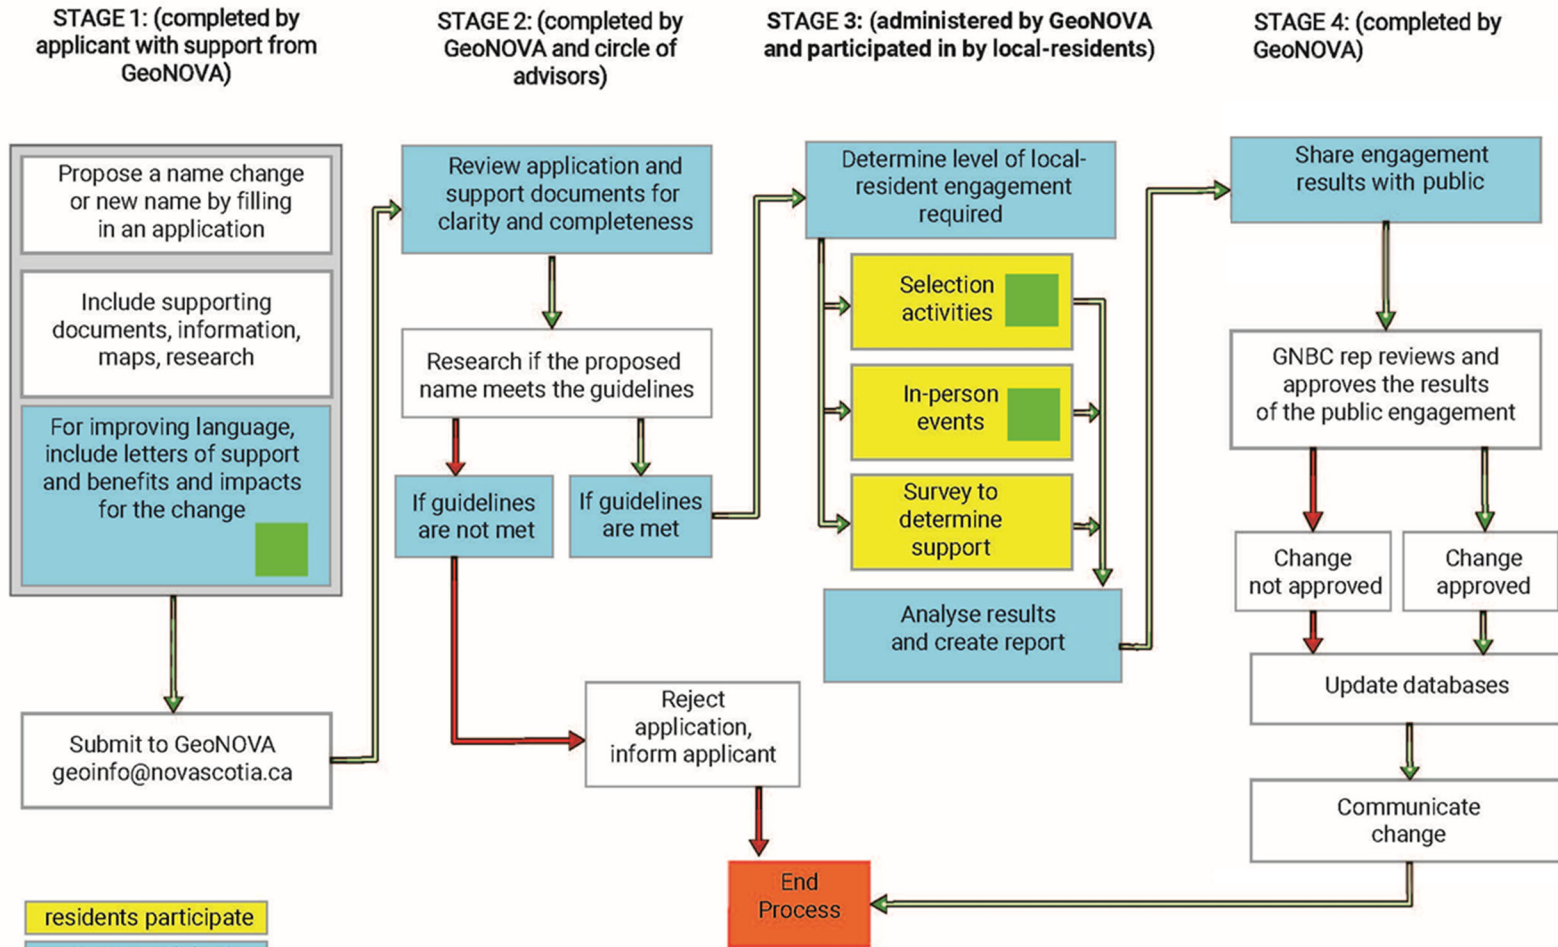 STAGE 1: (completed by
applicant with support from
GeoNOVA)
Propose a name change
or new name by filling
in an application
Include supporting
documents, information,
maps, research
For improving language,
include letters of support
and benefits and impacts
for the change
Submit to GeoNOVA
geoinfo@novascotia.ca
STAGE 2: (completed by
GeoNOVA and circle of
advisors)
Review application and
support documents for
clarity and completeness
Research if the proposed
name meets the guidelines
If guidelines
are not met
If guidelines
are met
Reject
application,
inform applicant
STAGE 3: (administered by GeoNOVA
and participated in by local-residents)
Determine level of local-
resident engagement
required
Selection
activities
In-person
events
Survey to
determine
support
Analyse results
and create report
STAGE 4: (completed by
GeoNOVA)
Share engagement
results with public
GNBC rep reviews and
approves the results
of the public engagement
Change
not approved
Change
approved
Update databases
Communicate
change
End
Process
residents participate